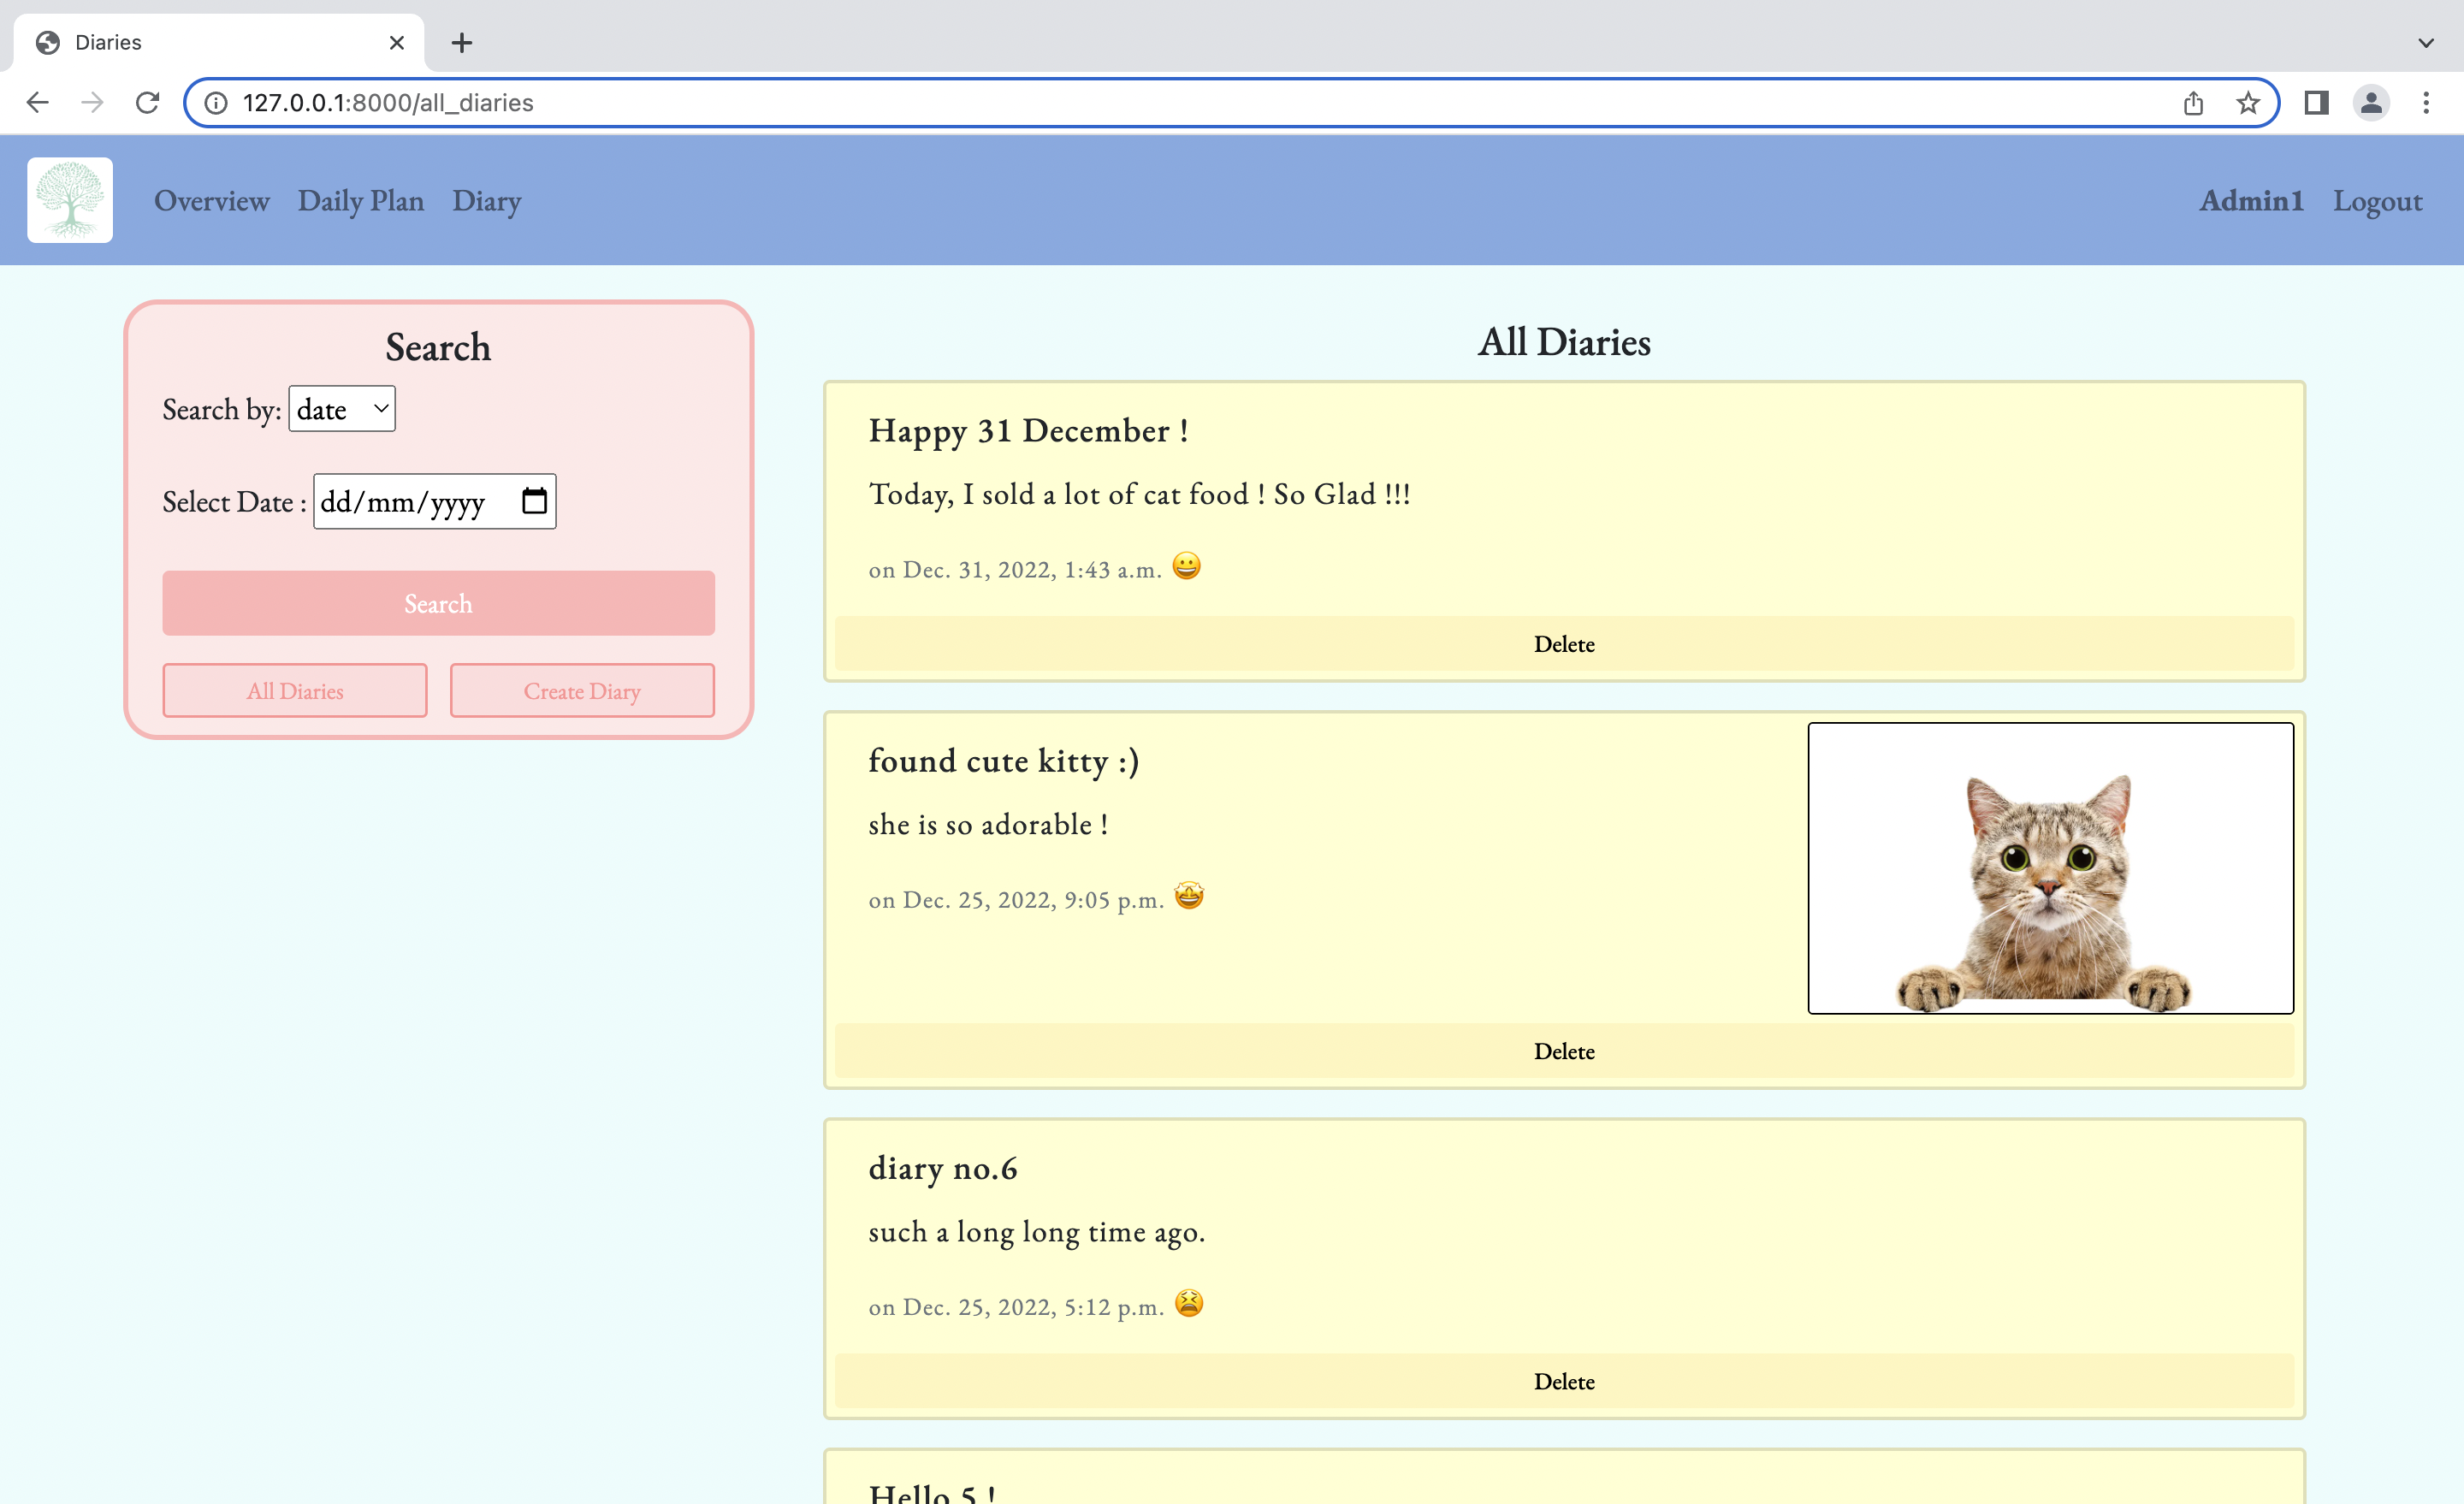 Diaries
127.0.0.1:8000/all_diaries
Overview Daily Plan Diary Admin1 Logout
Search
Search by: date
Select Date : dd/mm/yyyy
Search
All Diaries Create Diary
All Diaries
Happy 31 December !
Today, I sold a lot of cat food ! So Glad !!!
on Dec. 31, 2022, 1:43 a.m. 😀
Delete
found cute kitty :)
she is so adorable !
on Dec. 25, 2022, 9:05 p.m. 🤩
Delete
diary no.6
such a long long time ago.
on Dec. 25, 2022, 5:12 p.m. 😫
Delete
Hello 5 !